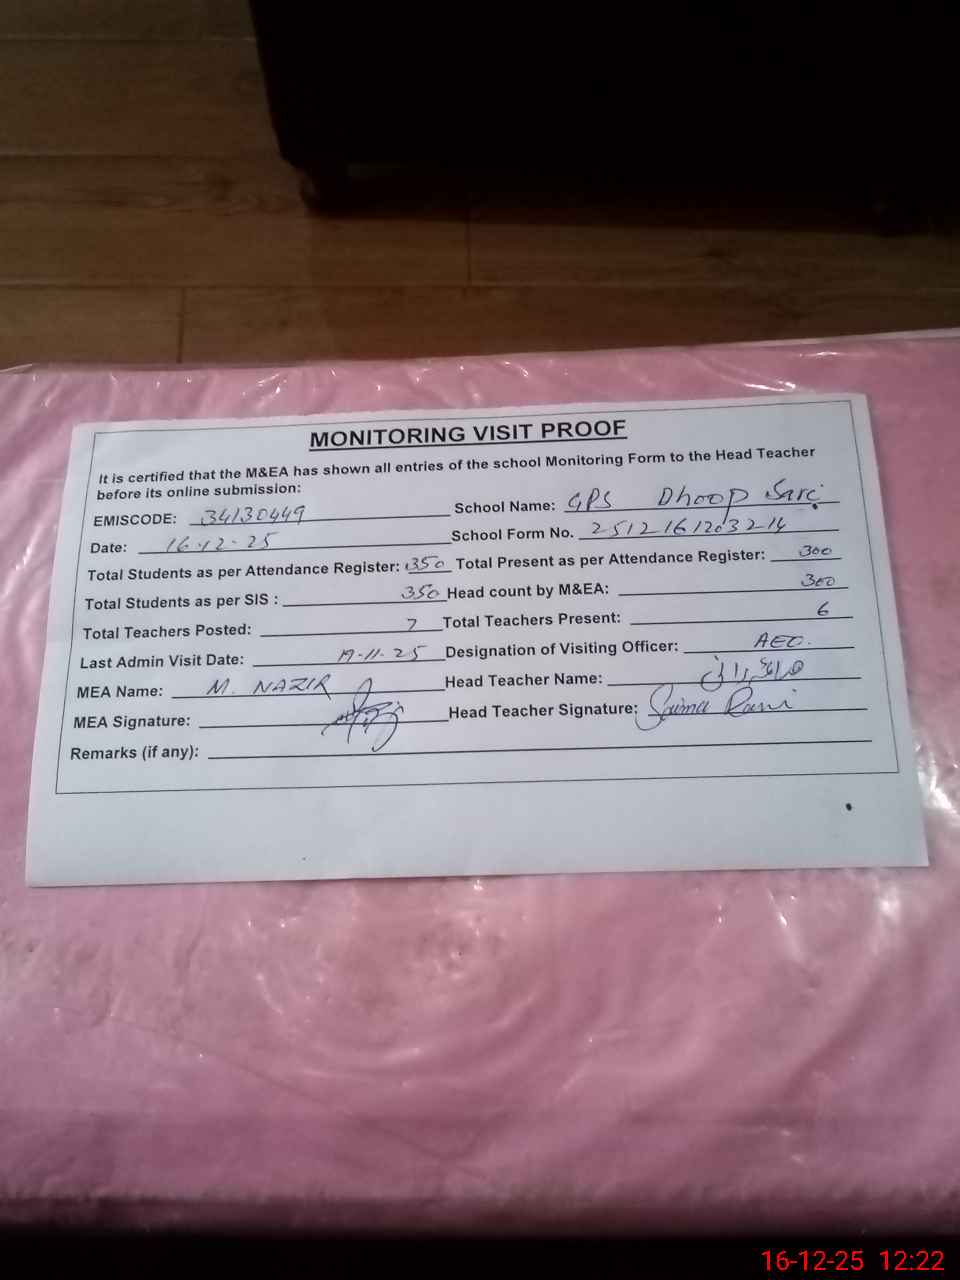 MONITORING VISIT PROOF
It is certified that the M&EA has shown all entries of the school Monitoring Form to the Head Teacher
before its online submission:
EMISCODE: 34130449 School Name: GPS Dhoop Sari
Date: 16-12-25 School Form No. 2512161203214
Total Students as per Attendance Register: 350 Total Present as per Attendance Register: 300
Total Students as per SIS : 350 Head count by M&EA: 300
Total Teachers Posted: 7 Total Teachers Present: 6
Last Admin Visit Date: 19-11-25 Designation of Visiting Officer: AEO.
MEA Name: M. NAZIR Head Teacher Name: صائمہ رانی
MEA Signature: Head Teacher Signature: Saima Rani
Remarks (if any):
16-12-25 12:22